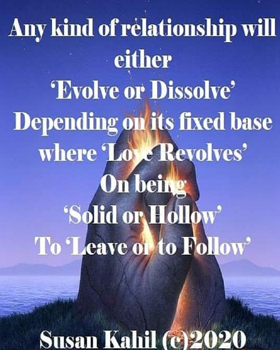 Any kind of relationship will
either
‘Evolve or Dissolve’
Depending on its fixed base
where ‘Love Revolves’
On being
‘Solid or Hollow’
To ‘Leave or to Follow’
Susan Kahil (c)2020